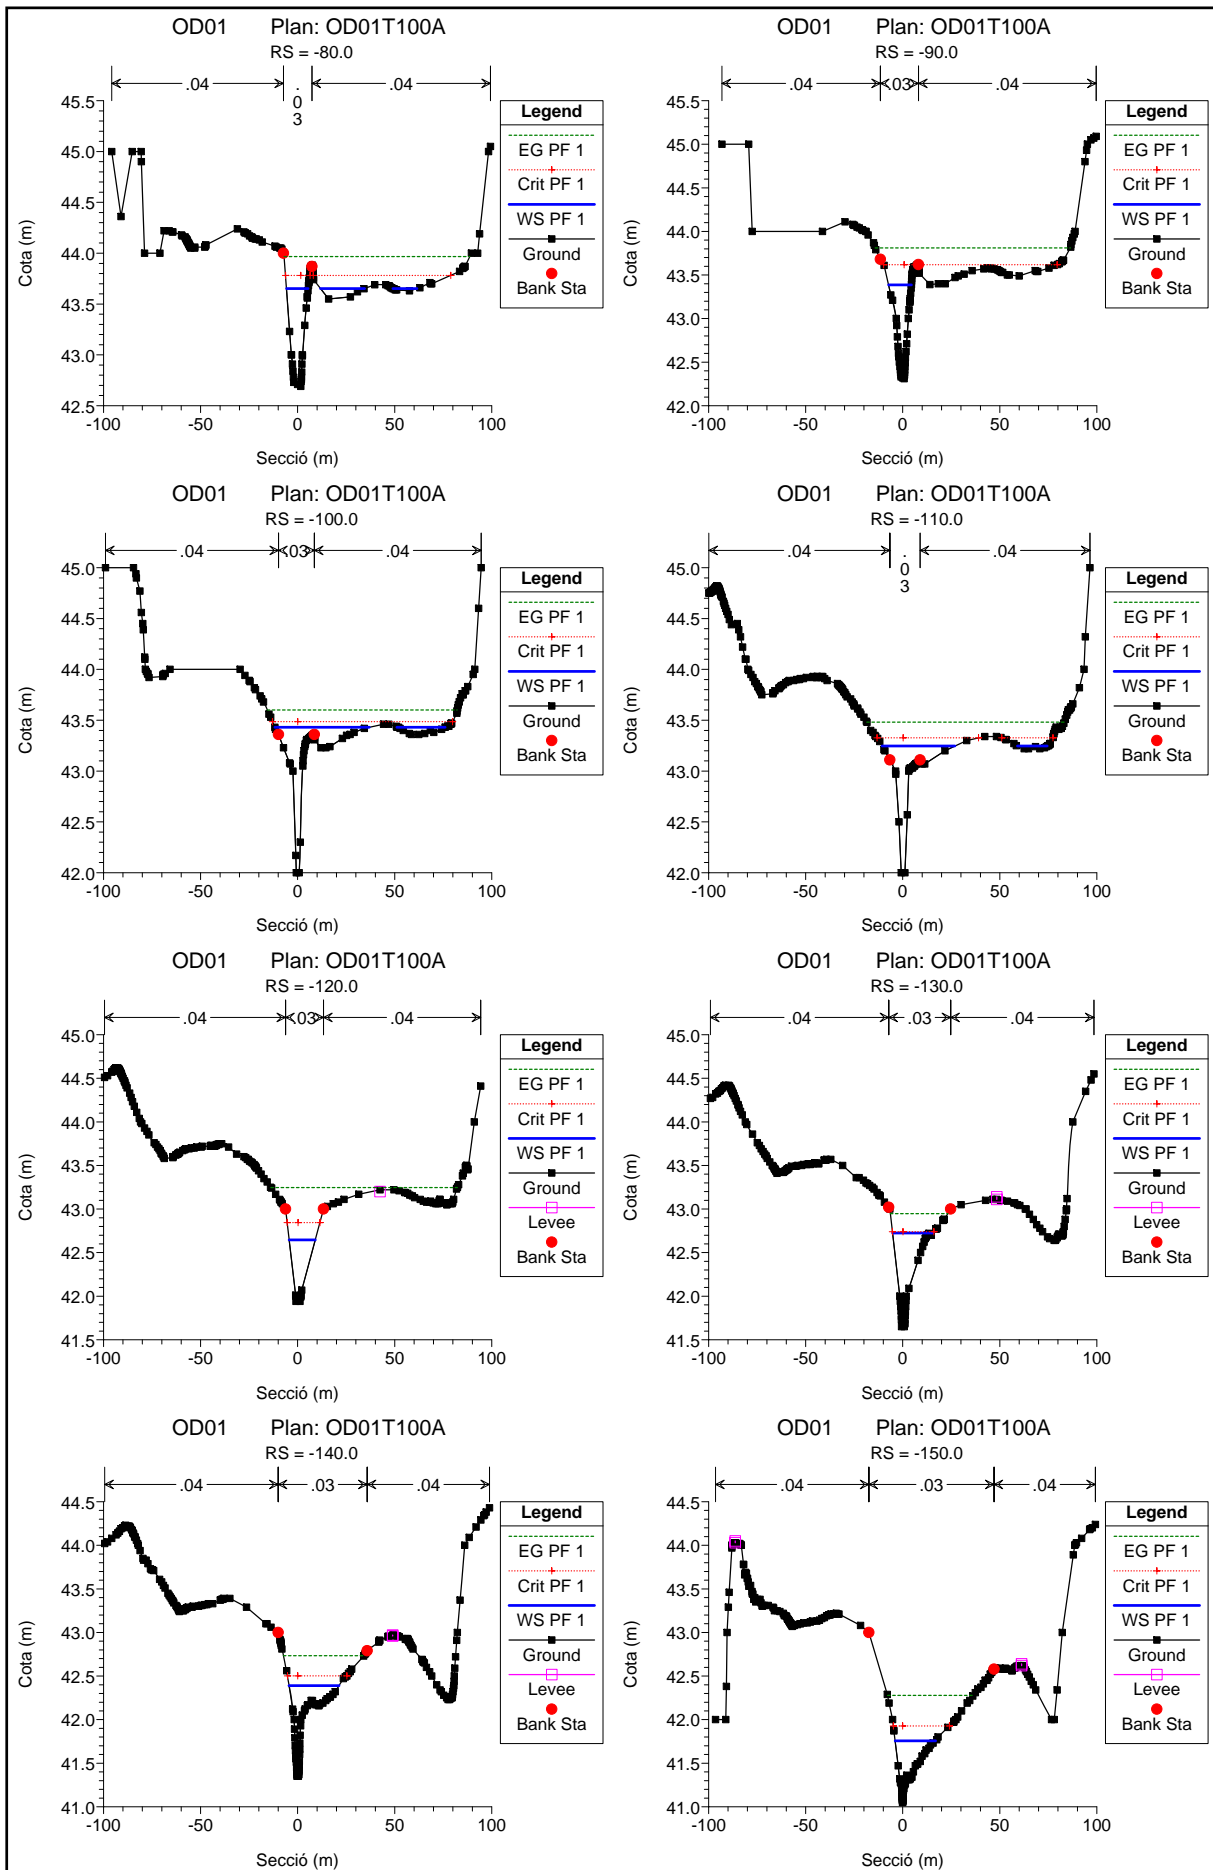 OD01 Plan: OD01T100A
RS = -80.0
.04 .03 .04
45.5
45.0
44.5
44.0
43.5
43.0
42.5
Cota (m)
-100 -50 0 50 100
Secció (m)
Legend
EG PF 1
Crit PF 1
WS PF 1
Ground
Bank Sta
OD01 Plan: OD01T100A
RS = -90.0
.04 .03 .04
45.5
45.0
44.5
44.0
43.5
43.0
42.5
42.0
Cota (m)
-100 -50 0 50 100
Secció (m)
Legend
EG PF 1
Crit PF 1
WS PF 1
Ground
Bank Sta
OD01 Plan: OD01T100A
RS = -100.0
.04 .03 .04
45.0
44.5
44.0
43.5
43.0
42.5
42.0
Cota (m)
-100 -50 0 50 100
Secció (m)
Legend
EG PF 1
Crit PF 1
WS PF 1
Ground
Bank Sta
OD01 Plan: OD01T100A
RS = -110.0
.04 .03 .04
45.0
44.5
44.0
43.5
43.0
42.5
42.0
Cota (m)
-100 -50 0 50 100
Secció (m)
Legend
EG PF 1
Crit PF 1
WS PF 1
Ground
Bank Sta
OD01 Plan: OD01T100A
RS = -120.0
.04 .03 .04
45.0
44.5
44.0
43.5
43.0
42.5
42.0
41.5
Cota (m)
-100 -50 0 50 100
Secció (m)
Legend
EG PF 1
Crit PF 1
WS PF 1
Ground
Levee
Bank Sta
OD01 Plan: OD01T100A
RS = -130.0
.04 .03 .04
45.0
44.5
44.0
43.5
43.0
42.5
42.0
41.5
Cota (m)
-100 -50 0 50 100
Secció (m)
Legend
EG PF 1
Crit PF 1
WS PF 1
Ground
Levee
Bank Sta
OD01 Plan: OD01T100A
RS = -140.0
.04 .03 .04
44.5
44.0
43.5
43.0
42.5
42.0
41.5
41.0
Cota (m)
-100 -50 0 50 100
Secció (m)
Legend
EG PF 1
Crit PF 1
WS PF 1
Ground
Levee
Bank Sta
OD01 Plan: OD01T100A
RS = -150.0
.04 .03 .04
44.5
44.0
43.5
43.0
42.5
42.0
41.5
41.0
Cota (m)
-100 -50 0 50 100
Secció (m)
Legend
EG PF 1
Crit PF 1
WS PF 1
Ground
Levee
Bank Sta